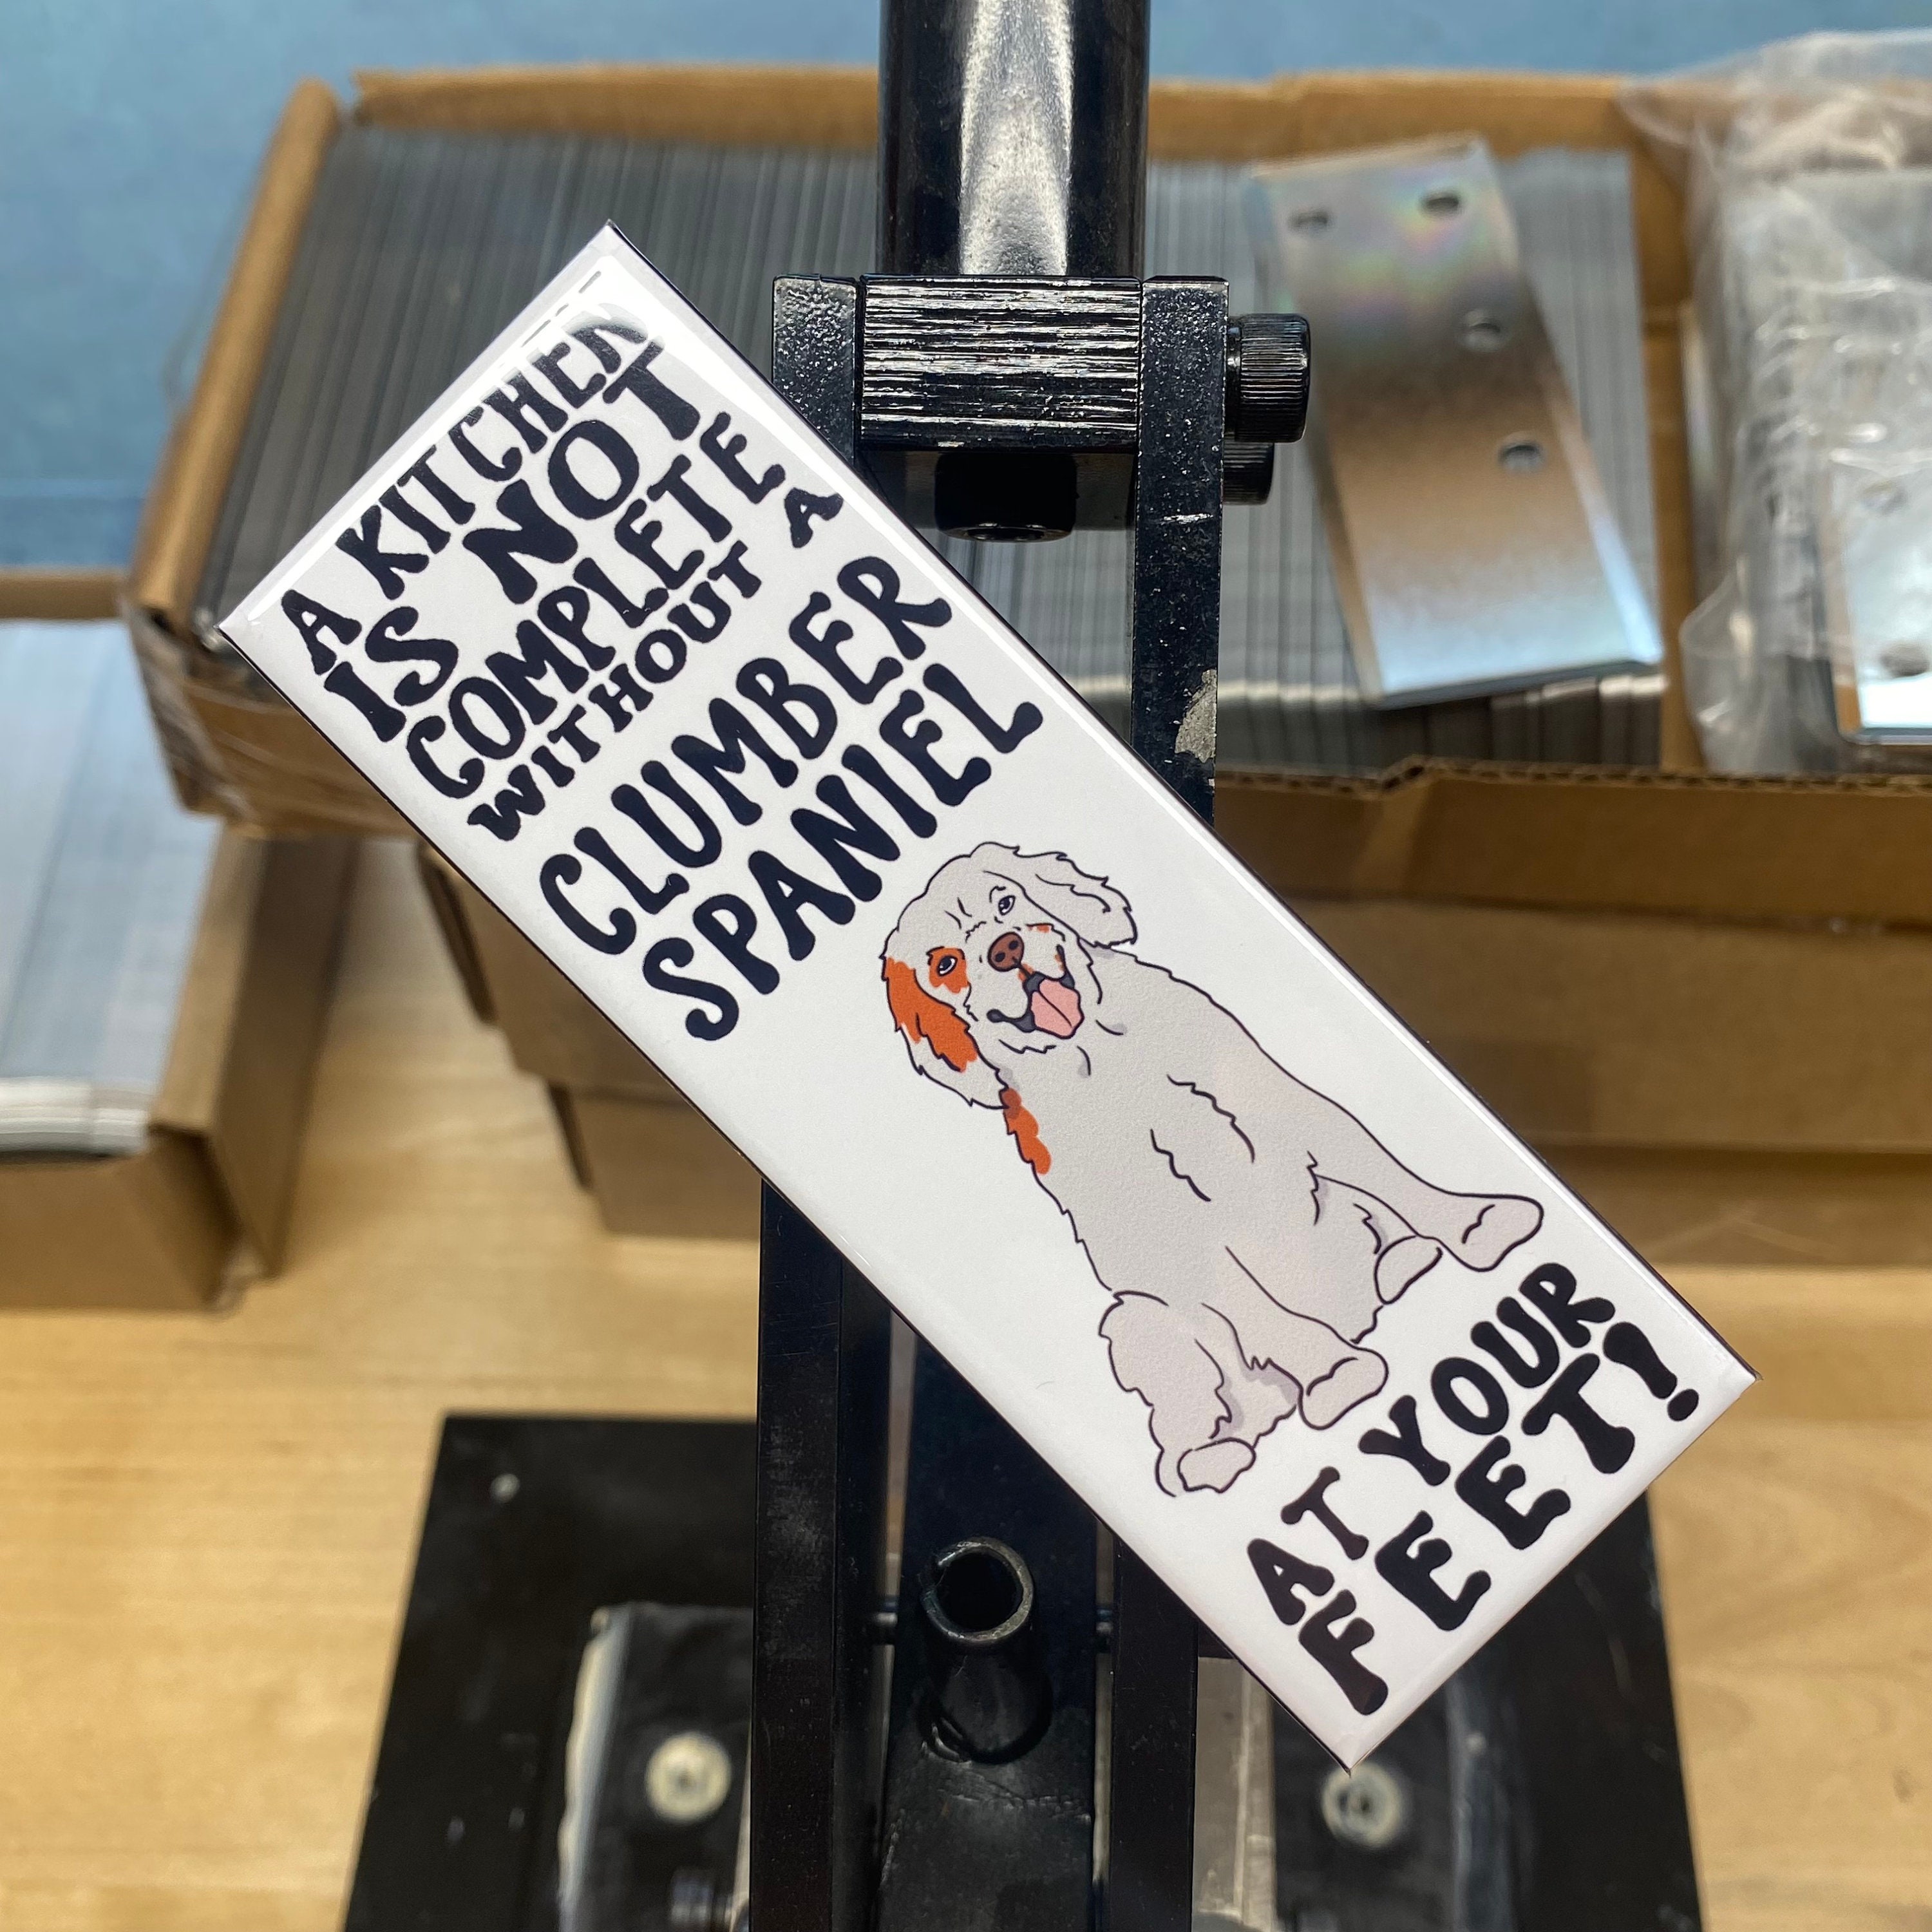 A KITCHEN
IS NOT
COMPLETE
WITHOUT A
CLUMBER
SPANIEL
AT YOUR
FEET!